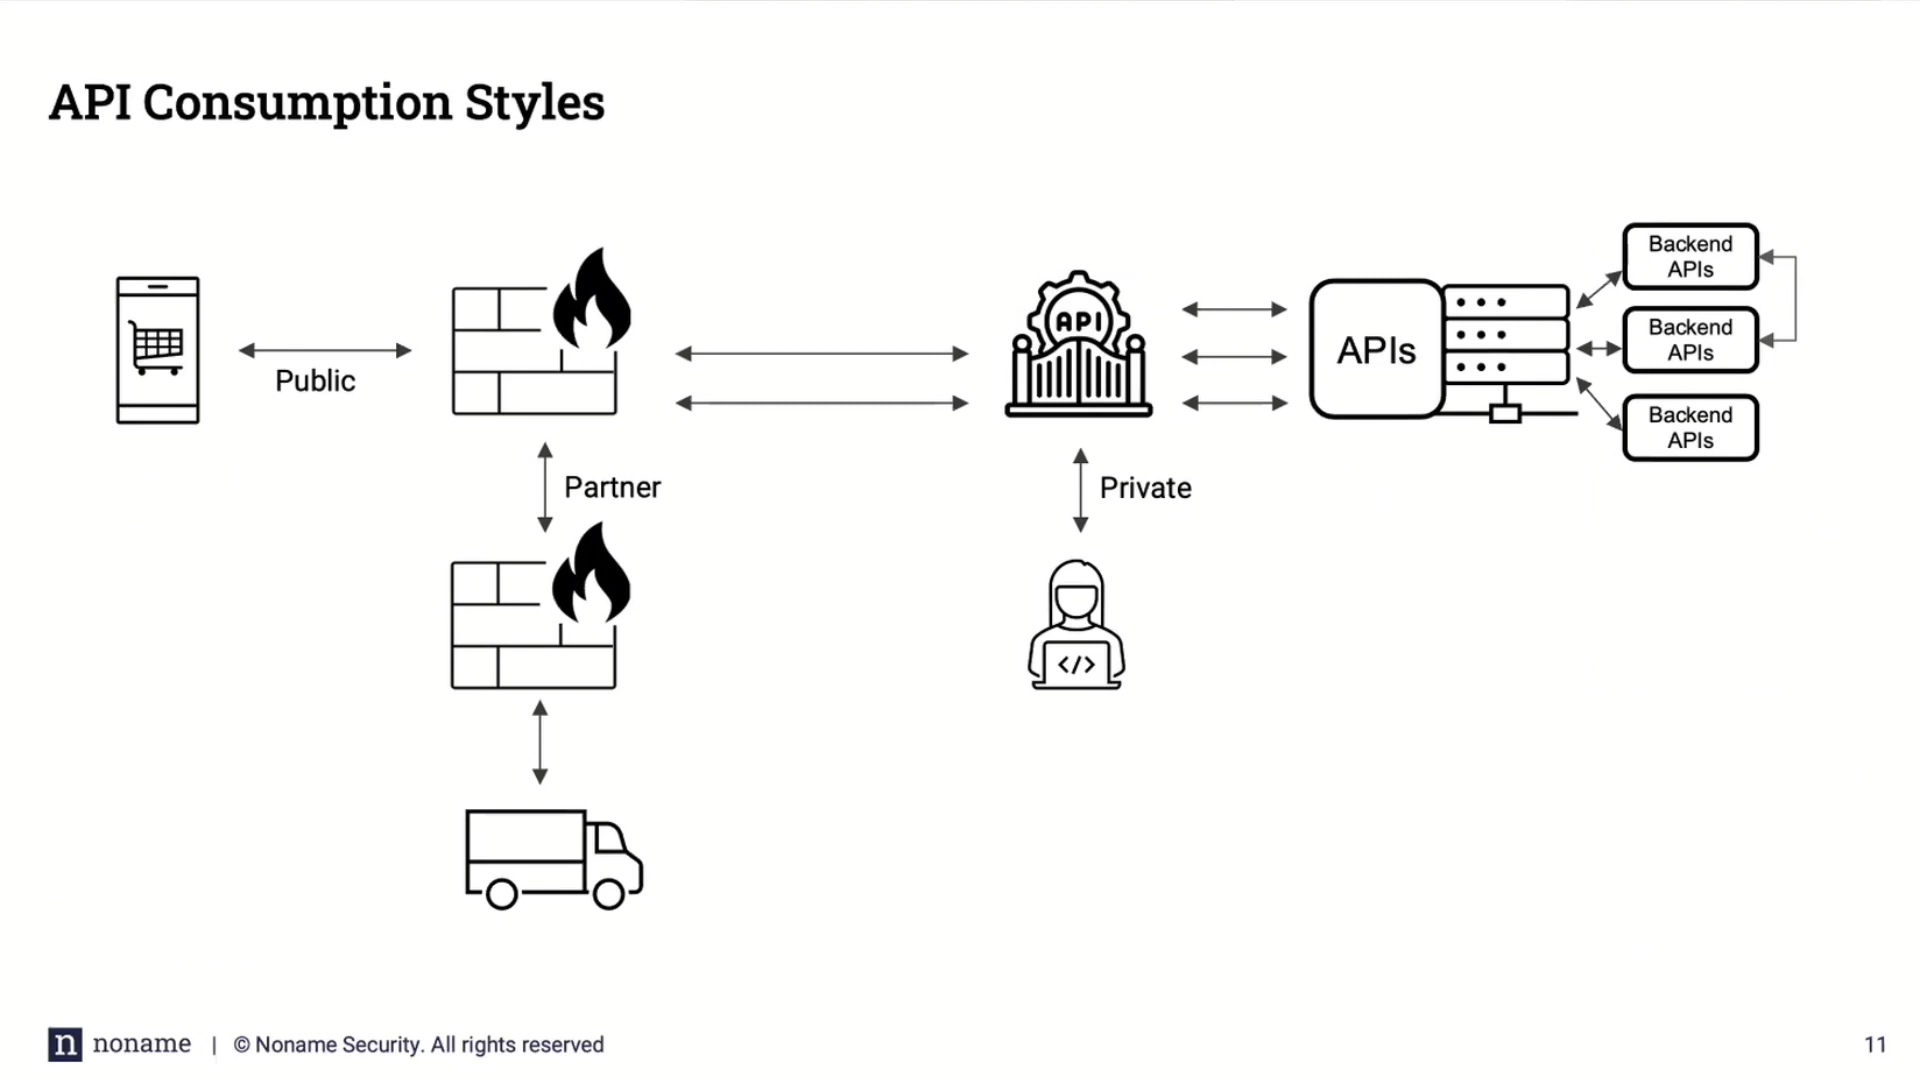 API Consumption Styles
Public
API
APIs
Backend
APIs
Backend
APIs
Backend
APIs
Partner
Private
</>
n noname | © Noname Security. All rights reserved
11